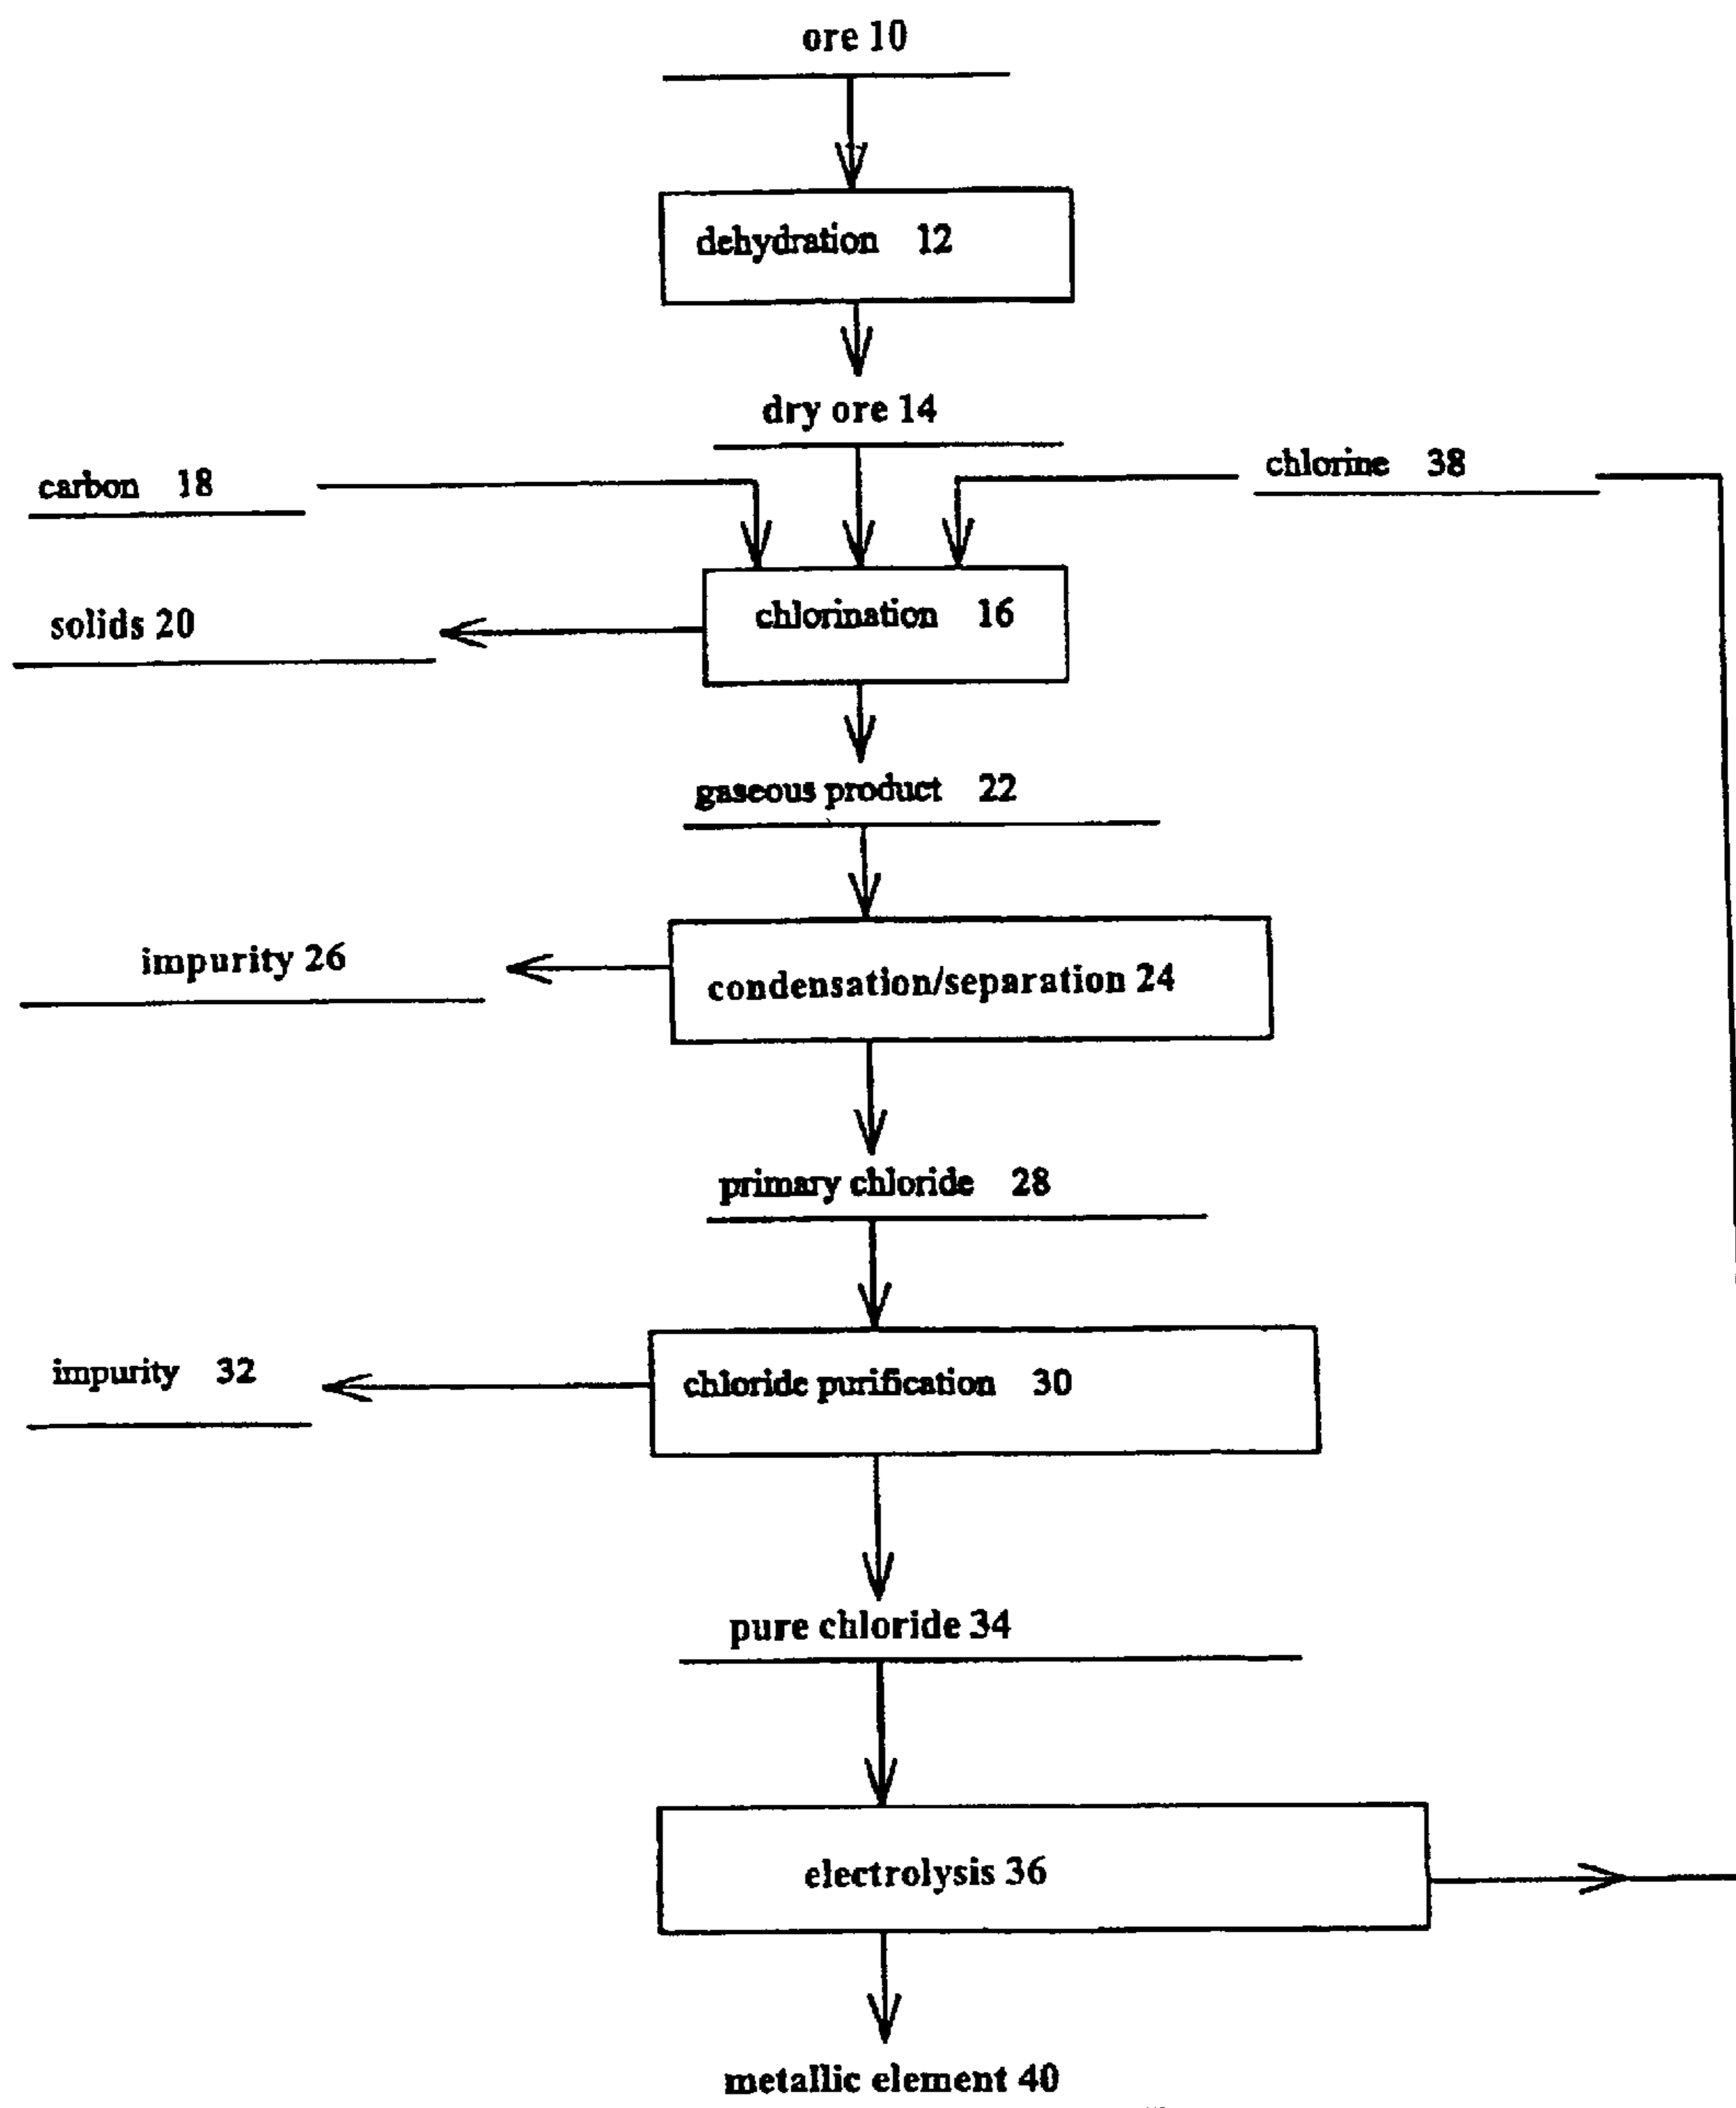 ore 10
dehydration 12
dry ore 14
carbon 18
chlorine 38
chlorination 16
solids 20
gaseous product 22
impurity 26
condensation/separation 24
primary chloride 28
impurity 32
chloride purification 30
pure chloride 34
electrolysis 36
metallic element 40